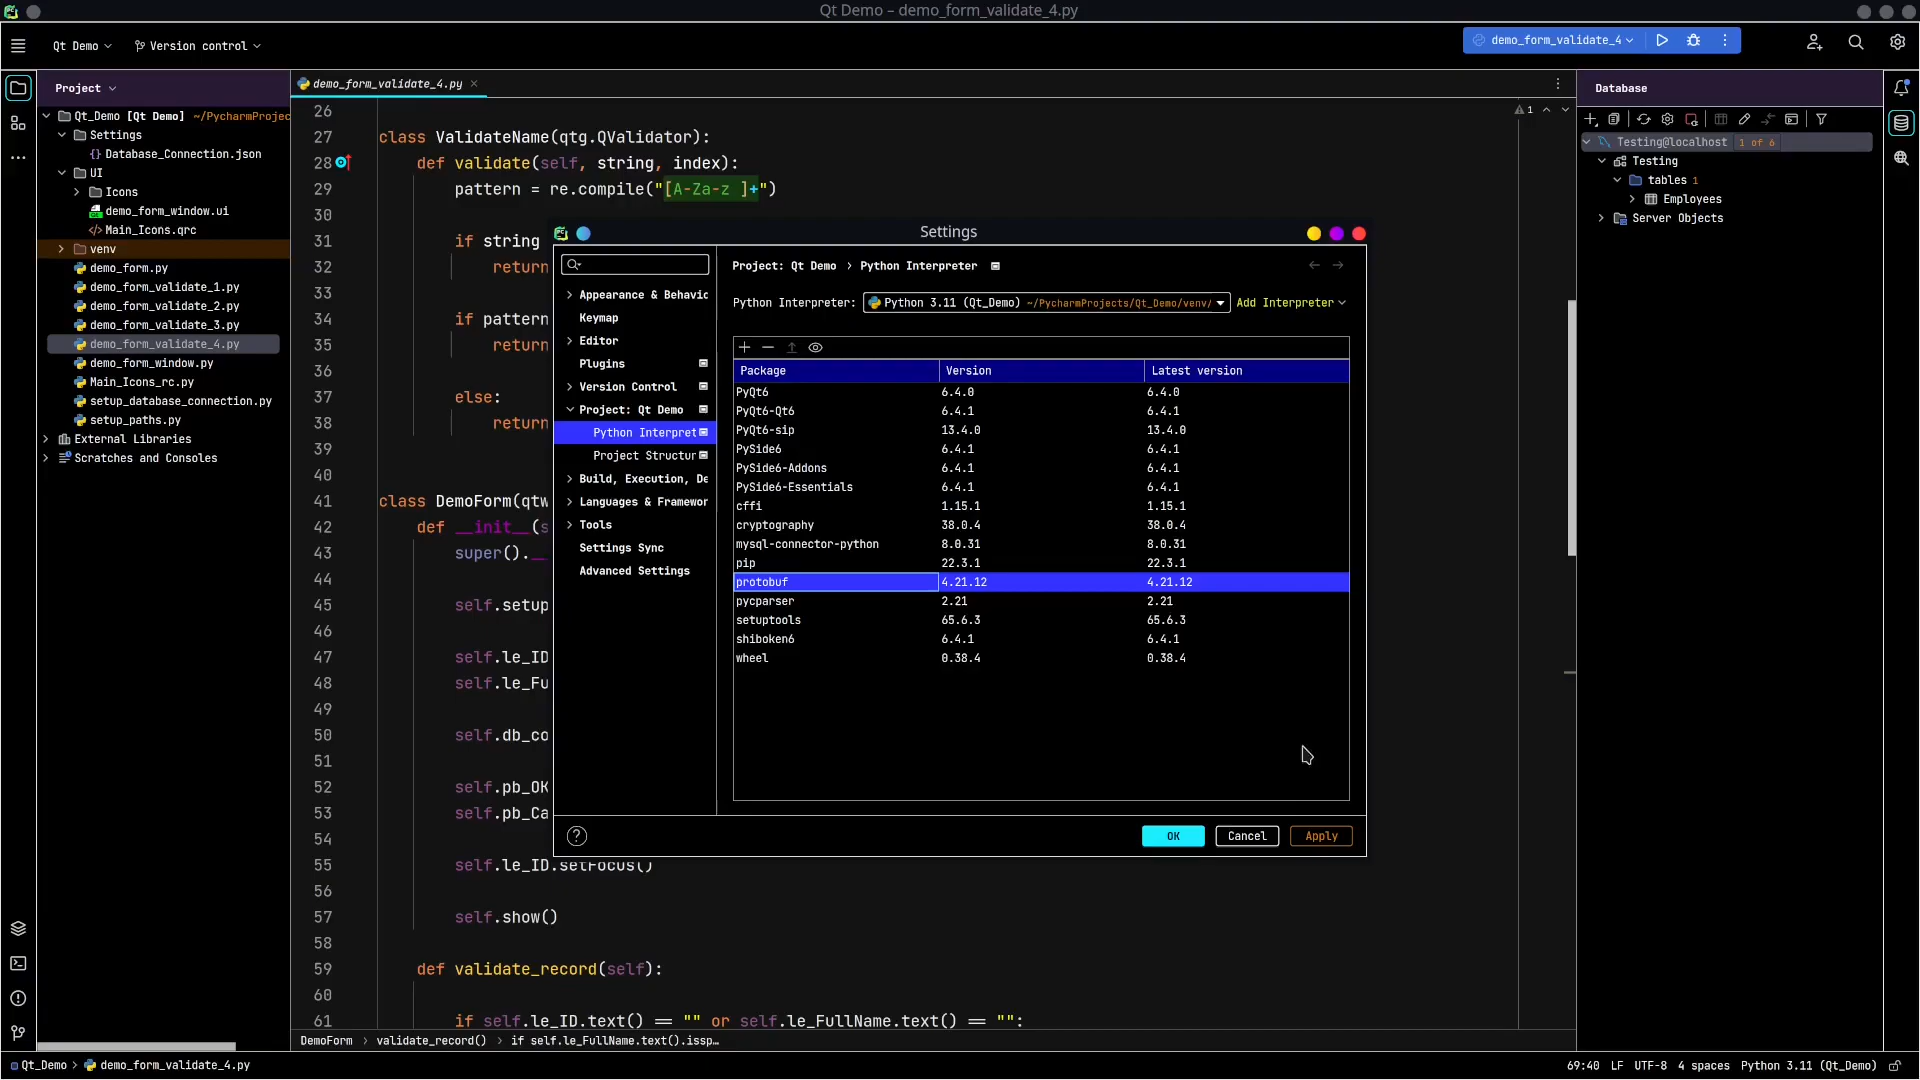 Qt Demo – demo_form_validate_4.py
Qt Demo
Version control
demo_form_validate_4
Project
Qt_Demo [Qt Demo] ~/PycharmProjec
Settings
Database_Connection.json
UI
Icons
demo_form_window.ui
Main_Icons.qrc
venv
demo_form.py
demo_form_validate_1.py
demo_form_validate_2.py
demo_form_validate_3.py
demo_form_validate_4.py
demo_form_window.py
Main_Icons_rc.py
setup_database_connection.py
setup_paths.py
External Libraries
Scratches and Consoles
demo_form_validate_4.py
1
26
27 class ValidateName(qtg.QValidator):
28 def validate(self, string, index):
29 pattern = re.compile("[A-Za-z ]+")
30
31 if string
32 return
33
34 if pattern
35 return
36
37 else:
38 return
39
40
41 class DemoForm(qtw
42 def __init__(s
43 super().__
44
45 self.setup
46
47 self.le_ID
48 self.le_Fu
49
50 self.db_co
51
52 self.pb_OK
53 self.pb_Ca
54
55 self.le_ID.setFocus()
56
57 self.show()
58
59 def validate_record(self):
60
61 if self.le_ID.text() == "" or self.le_FullName.text() == "":
DemoForm › validate_record() › if self.le_FullName.text().issp…
Settings
Appearance & Behavio
Keymap
Editor
Plugins
Version Control
Project: Qt Demo
Python Interpret
Project Structur
Build, Execution, De
Languages & Framewor
Tools
Settings Sync
Advanced Settings
Project: Qt Demo › Python Interpreter
Python Interpreter: Python 3.11 (Qt_Demo) ~/PycharmProjects/Qt_Demo/venv/ Add Interpreter
Package Version Latest version
PyQt6 6.4.0 6.4.0
PyQt6-Qt6 6.4.1 6.4.1
PyQt6-sip 13.4.0 13.4.0
PySide6 6.4.1 6.4.1
PySide6-Addons 6.4.1 6.4.1
PySide6-Essentials 6.4.1 6.4.1
cffi 1.15.1 1.15.1
cryptography 38.0.4 38.0.4
mysql-connector-python 8.0.31 8.0.31
pip 22.3.1 22.3.1
protobuf 4.21.12 4.21.12
pycparser 2.21 2.21
setuptools 65.6.3 65.6.3
shiboken6 6.4.1 6.4.1
wheel 0.38.4 0.38.4
? OK Cancel Apply
Database
Testing@localhost 1 of 6
Testing
tables 1
Employees
Server Objects
Qt_Demo › demo_form_validate_4.py
69:40 LF UTF-8 4 spaces Python 3.11 (Qt_Demo)